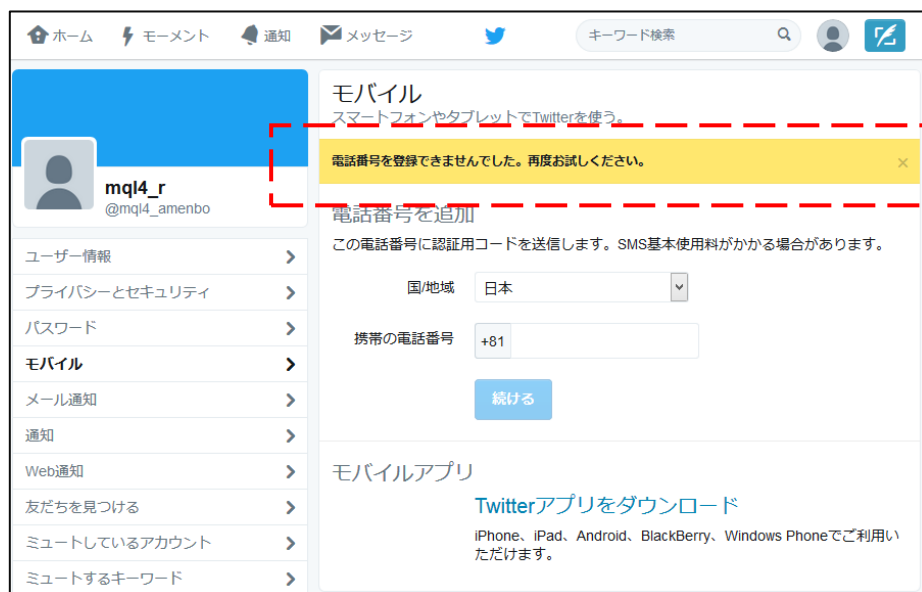 ホーム モーメント 通知 メッセージ キーワード検索
mql4_r
@mql4_amenbo
ユーザー情報
プライバシーとセキュリティ
パスワード
モバイル
メール通知
通知
Web通知
友だちを見つける
ミュートしているアカウント
ミュートするキーワード
モバイル
スマートフォンやタブレットでTwitterを使う。
電話番号を登録できませんでした。再度お試しください。
電話番号を追加
この電話番号に認証用コードを送信します。SMS基本使用料がかかる場合があります。
国/地域 日本
携帯の電話番号 +81
続ける
モバイルアプリ
Twitterアプリをダウンロード
iPhone、iPad、Android、BlackBerry、Windows Phoneでご利用い
ただけます。